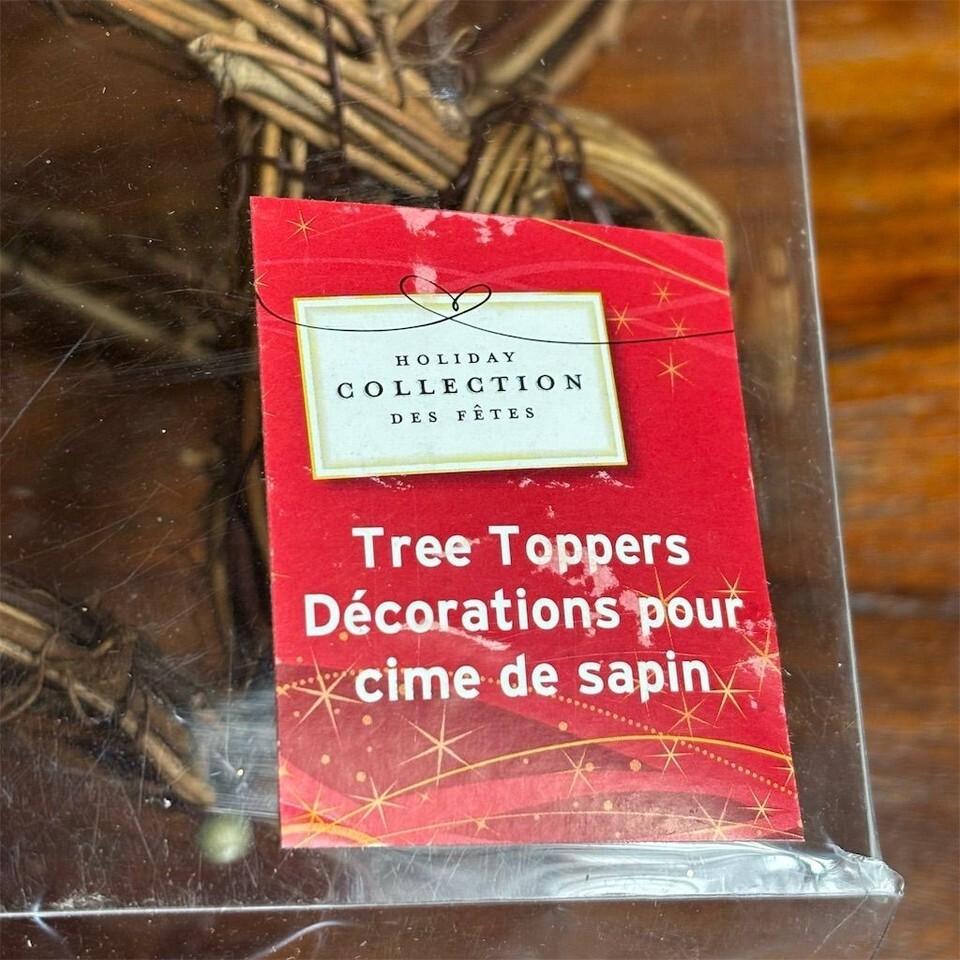 HOLIDAY
COLLECTION
DES FÊTES
Tree Toppers
Décorations pour
cime de sapin